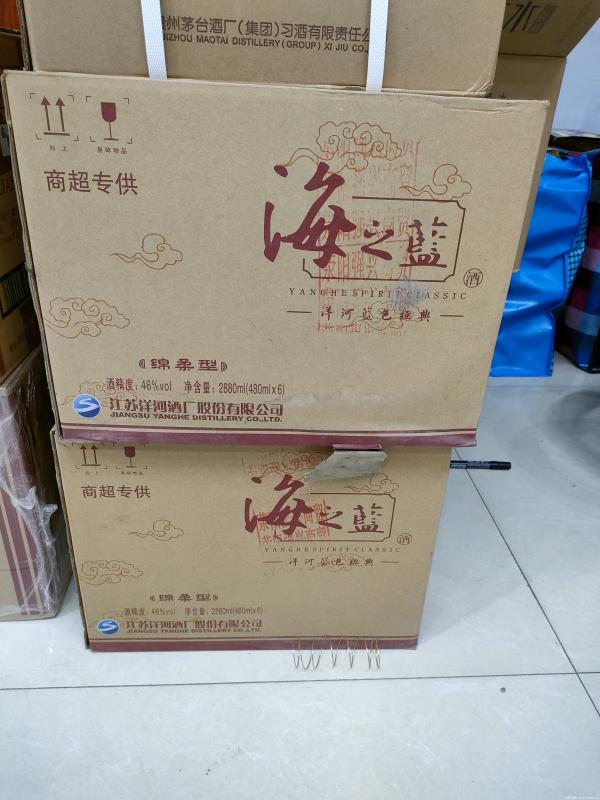 州茅台酒厂(集团)习酒有限责任公
IZHOU MAOTAI DISTILLERY(GROUP) XI JIU CO.
水
向上
易碎物品
商超专供
海之蓝
酒
YANGHE SPIRIT CLASSIC
洋河蓝色经典
绵柔型
酒精度：46%vol 净含量：2880ml(480mlx6)
江苏洋河酒厂股份有限公司
JIANGSU YANGHE DISTILLERY CO.,LTD.
商超专供
海之蓝
酒
YANGHE SPIRIT CLASSIC
洋河蓝色经典
绵柔型
酒精度：46%vol 净含量：2880ml(480mlx6)
江苏洋河酒厂股份有限公司
JIANGSU YANGHE DISTILLERY CO.,LTD.